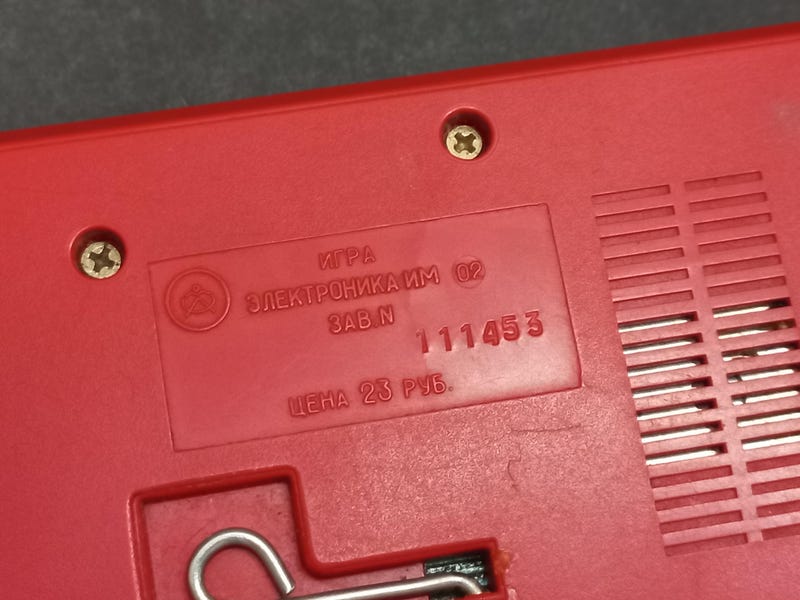 ИГРА
ЭЛЕКТРОНИКА ИМ 02
ЗАВ.N 111453
ЦЕНА 23 РУБ.